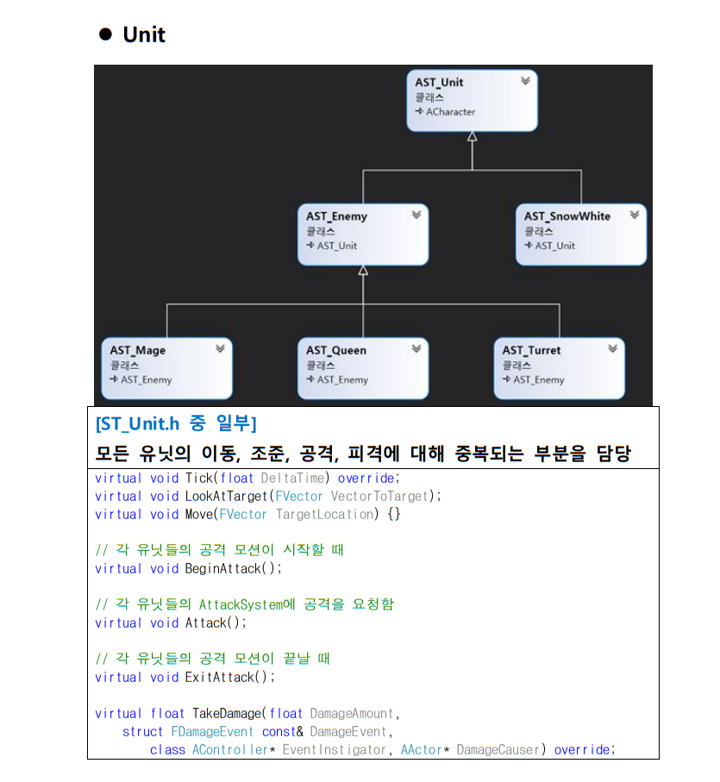 ● Unit
AST_Unit
클래스
→ ACharacter
AST_Enemy
클래스
→ AST_Unit
AST_SnowWhite
클래스
→ AST_Unit
AST_Mage
클래스
→ AST_Enemy
AST_Queen
클래스
→ AST_Enemy
AST_Turret
클래스
→ AST_Enemy
[ST_Unit.h 중 일부]
모든 유닛의 이동, 조준, 공격, 피격에 대해 중복되는 부분을 담당
virtual void Tick(float DeltaTime) override;
virtual void LookAtTarget(FVector VectorToTarget);
virtual void Move(FVector TargetLocation) {}
// 각 유닛들의 공격 모션이 시작할 때
virtual void BeginAttack();
// 각 유닛들의 AttackSystem에 공격을 요청함
virtual void Attack();
// 각 유닛들의 공격 모션이 끝날 때
virtual void ExitAttack();
virtual float TakeDamage(float DamageAmount,
struct FDamageEvent const& DamageEvent,
class AController* EventInstigator, AActor* DamageCauser) override;